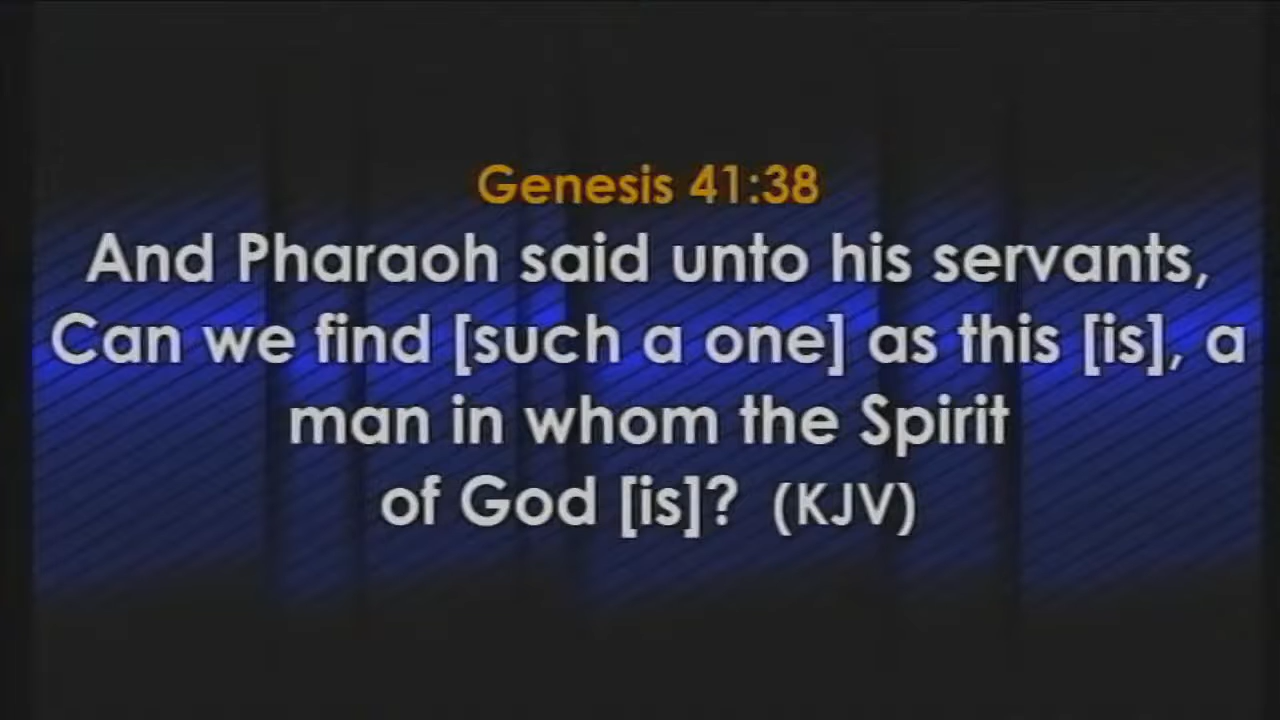 Genesis 41:38
And Pharaoh said unto his servants,
Can we find [such a one] as this [is], a
man in whom the Spirit
of God [is]? (KJV)